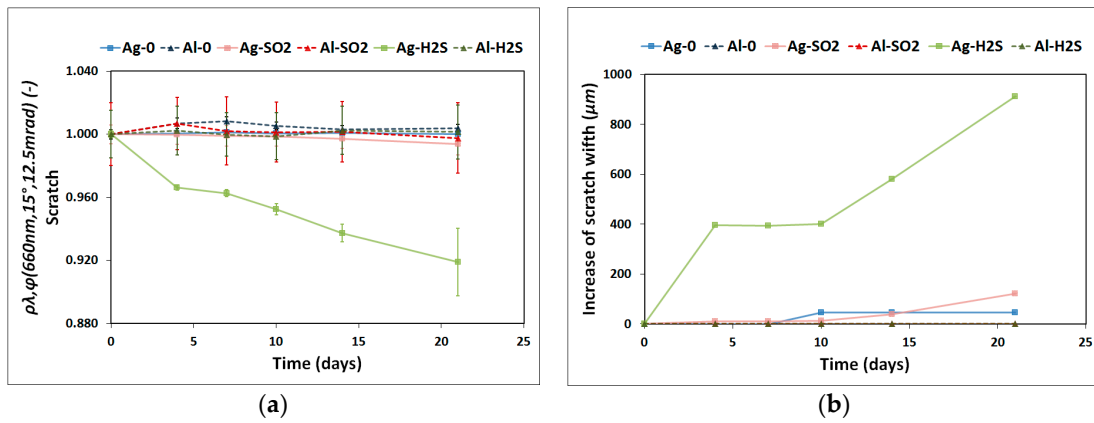 Ag-0 Al-0 Ag-SO2 Al-SO2 Ag-H2S Al-H2S
1.040
1.000
0.960
0.920
0.880
0 5 10 15 20 25
Time (days)
ρλ,φ(660nm,15°,12.5mrad) (-)
Scratch
(a)
Ag-0 Al-0 Ag-SO2 Al-SO2 Ag-H2S Al-H2S
1000
800
600
400
200
0
0 5 10 15 20 25
Time (days)
Increase of scratch with (μm)
(b)